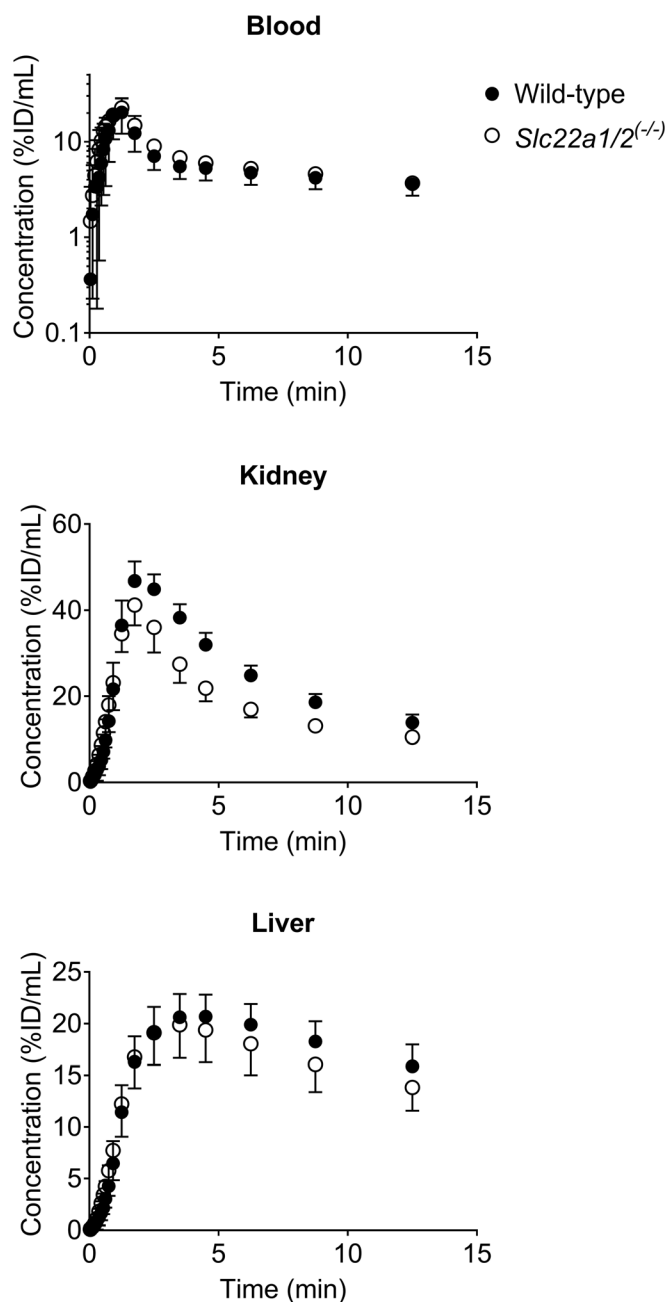 Blood
Concentration (%ID/mL)
10
1
0.1
0 5 10 15
Time (min)
Wild-type
Slc22a1/2(-/-)
Kidney
Concentration (%ID/mL)
60
40
20
0
0 5 10 15
Time (min)
Liver
Concentration (%ID/mL)
25
20
15
10
5
0
0 5 10 15
Time (min)